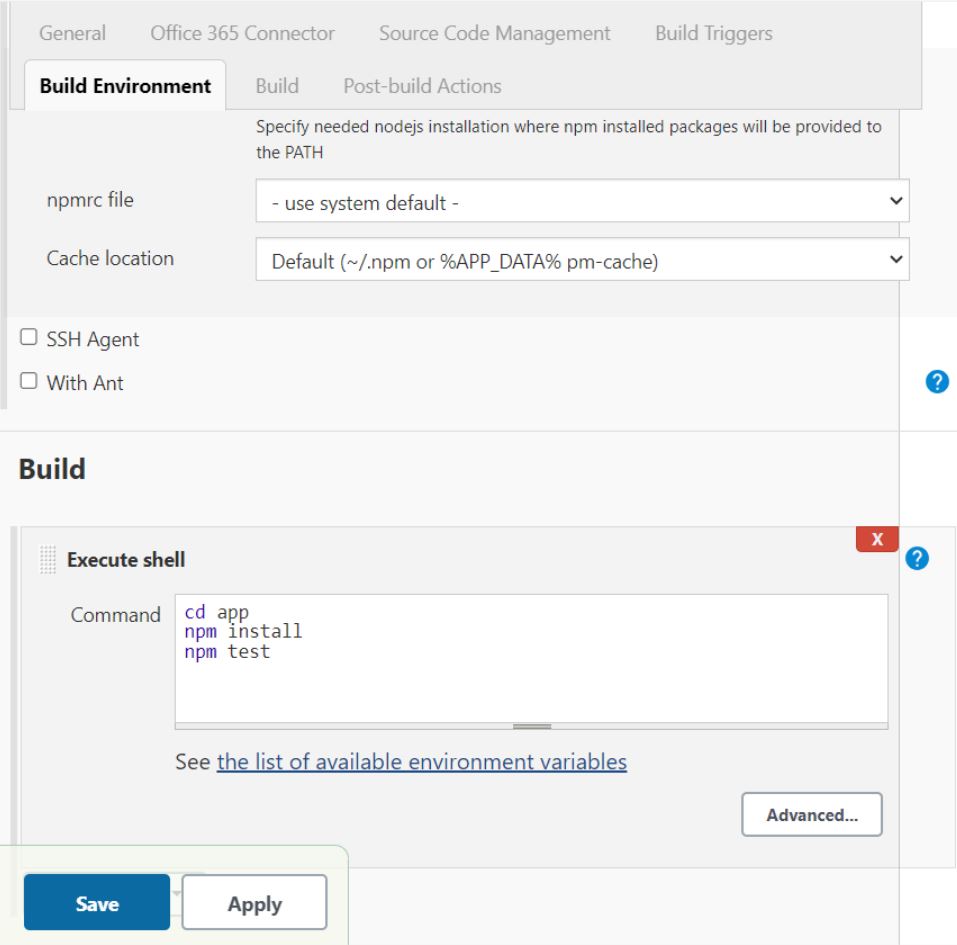 General Office 365 Connector Source Code Management Build Triggers
Build Environment Build Post-build Actions
Specify needed nodejs installation where npm installed packages will be provided to
the PATH
npmrc file - use system default -
Cache location Default (~/.npm or %APP_DATA% pm-cache)
SSH Agent
With Ant
?
Build
X
Execute shell
?
Command cd app
npm install
npm test
See the list of available environment variables
Advanced...
Save Apply